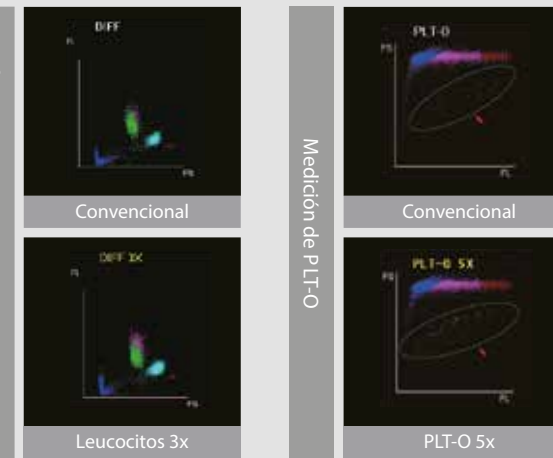 DIFF
FL
FS
Convencional
DIFF 3X
FS
Leucocitos 3x
Medición de PLT-O
PLT-O
FS
FL
Convencional
PLT-O 5X
FS
FL
PLT-O 5x